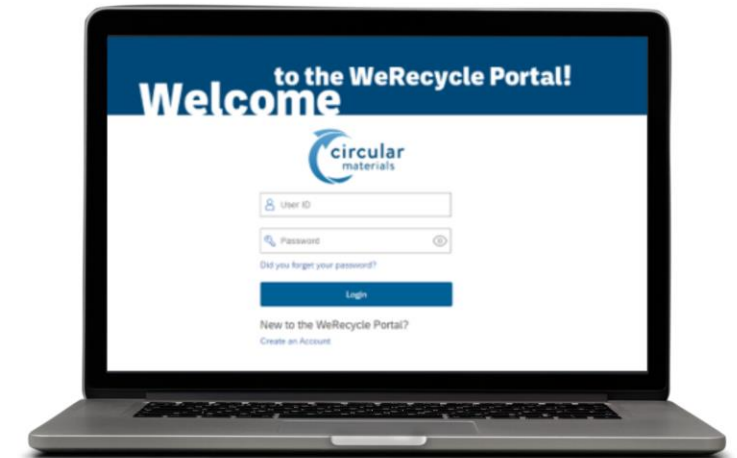 Welcome to the WeRecycle Portal!
circular
materials
User ID
Password
Did you forget your password?
Login
New to the WeRecycle Portal?
Create an Account